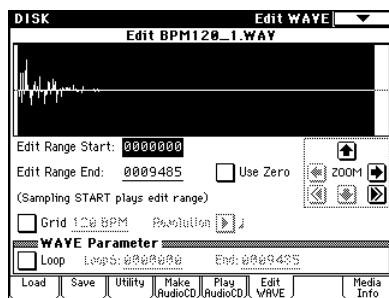 DISK Edit WAVE
Edit BPM120_1.WAV
Edit Range Start: 0000000
Edit Range End: 0009485 Use Zero ZOOM
(Sampling START plays edit range)
Grid 120 BPM Resolution
WAVE Parameter
Loop LoopS: 0000000 End: 0009485
Load Save Utility Make AudioCD Play AudioCD Edit WAVE Media Info